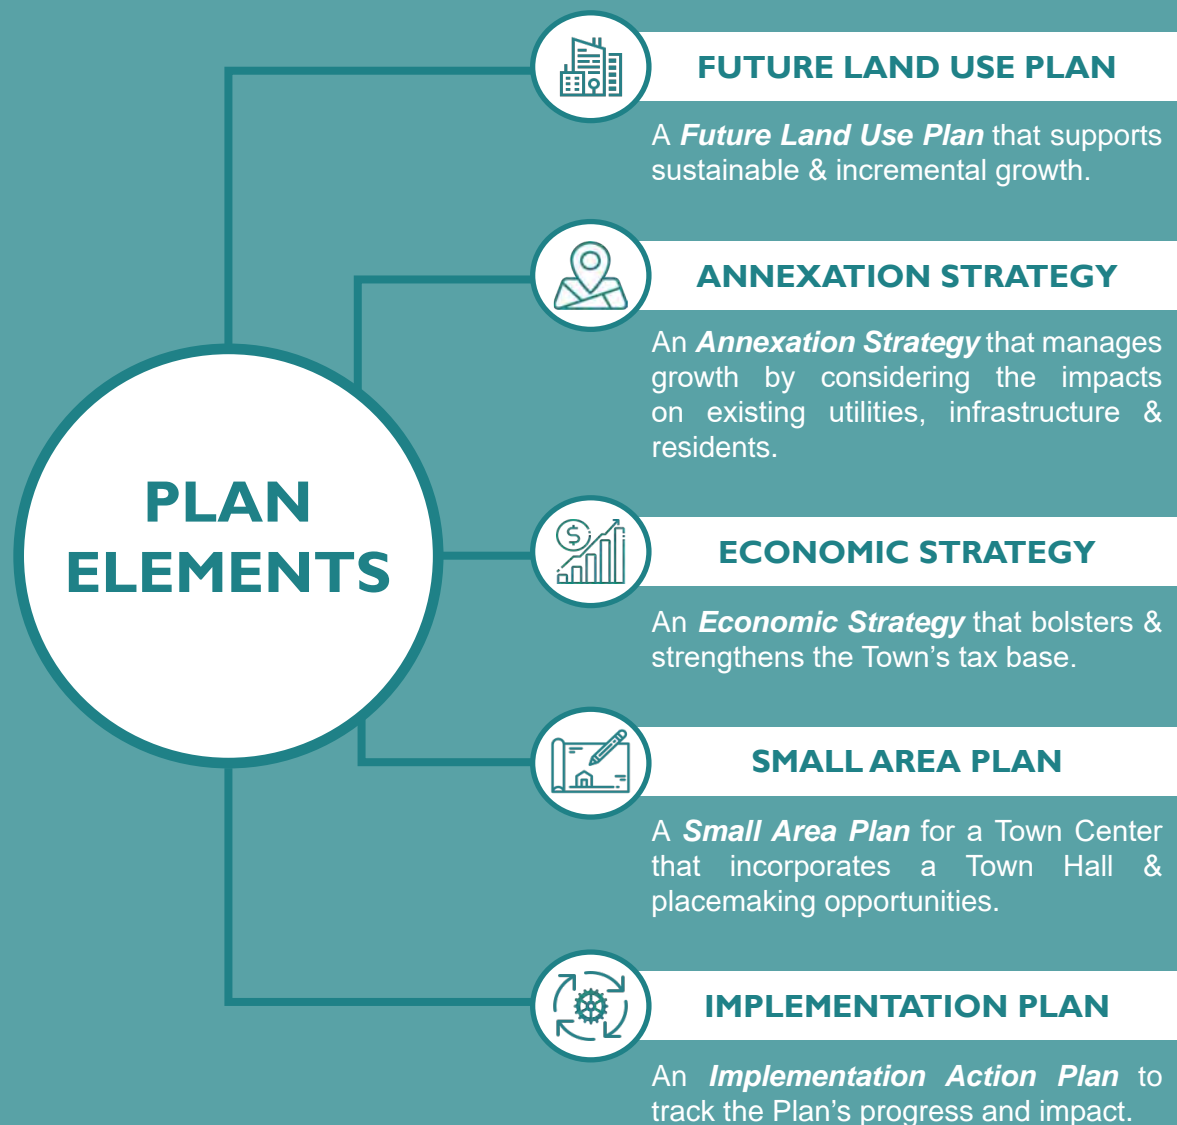 PLAN
ELEMENTS
FUTURE LAND USE PLAN
A Future Land Use Plan that supports
sustainable & incremental growth.
ANNEXATION STRATEGY
An Annexation Strategy that manages
growth by considering the impacts
on existing utilities, infrastructure &
residents.
ECONOMIC STRATEGY
An Economic Strategy that bolsters &
strengthens the Town’s tax base.
SMALL AREA PLAN
A Small Area Plan for a Town Center
that incorporates a Town Hall &
placemaking opportunities.
IMPLEMENTATION PLAN
An Implementation Action Plan to
track the Plan’s progress and impact.